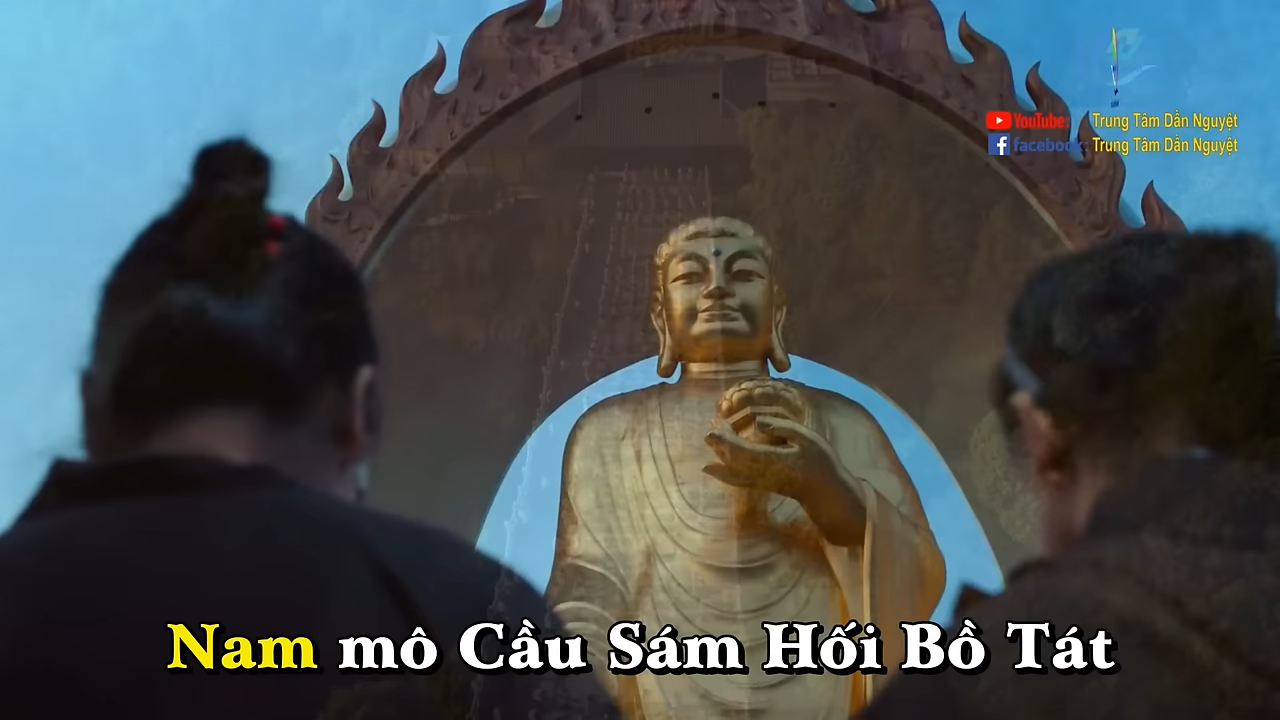 YouTube: Trung Tâm Dẫn Nguyệt
facebook: Trung Tâm Dẫn Nguyệt
Nam mô Cầu Sám Hối Bồ Tát